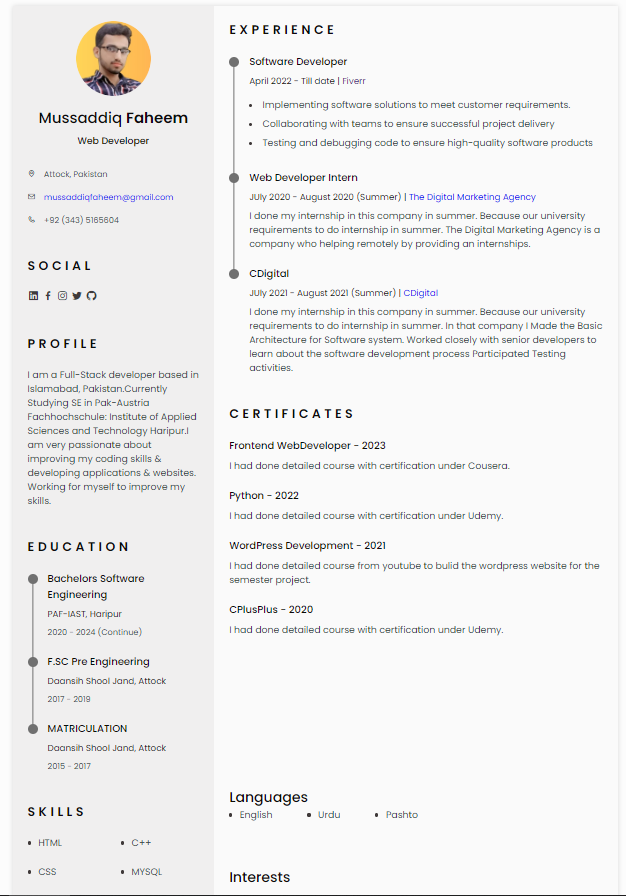 Mussaddiq Faheem
Web Developer
Attock, Pakistan
mussaddiqfaheem@gmail.com
+92 (343) 5165604
SOCIAL
PROFILE
I am a Full-Stack developer based in
Islamabad, Pakistan.Currently
Studying SE in Pak-Austria
Fachhochschule: Institute of Applied
Sciences and Technology Haripur.I
am very passionate about
improving my coding skills &
developing applications & websites.
Working for myself to improve my
skills.
EDUCATION
Bachelors Software
Engineering
PAF-IAST, Haripur
2020 - 2024 (Continue)
F.SC Pre Engineering
Daansih Shool Jand, Attock
2017 - 2019
MATRICULATION
Daansih Shool Jand, Attock
2015 - 2017
SKILLS
HTML
C++
CSS
MYSQL
EXPERIENCE
Software Developer
April 2022 - Till date | Fiverr
Implementing software solutions to meet customer requirements.
Collaborating with teams to ensure successful project delivery
Testing and debugging code to ensure high-quality software products
Web Developer Intern
JUly 2020 - August 2020 (Summer) | The Digital Marketing Agency
I done my internship in this company in summer. Because our university
requirements to do internship in summer. The Digital Marketing Agency is a
company who helping remotely by providing an internships.
CDigital
JUly 2021 - August 2021 (Summer) | CDigital
I done my internship in this company in summer. Because our university
requirements to do internship in summer. In that company I Made the Basic
Architecture for Software system. Worked closely with senior developers to
learn about the software development process Participated Testing
activities.
CERTIFICATES
Frontend WebDeveloper - 2023
I had done detailed course with certification under Cousera.
Python - 2022
I had done detailed course with certification under Udemy.
WordPress Development - 2021
I had done detailed course from youtube to bulid the wordpress website for the
semester project.
CPlusPlus - 2020
I had done detailed course with certification under Udemy.
Languages
English
Urdu
Pashto
Interests